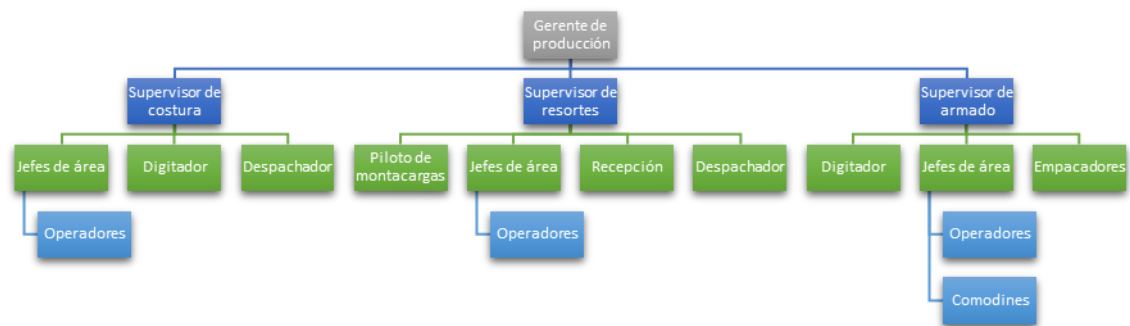 Gerente de
producción
Supervisor de
costura
Supervisor de
resortes
Supervisor de
armado
Jefes de área
Digitador
Despachador
Piloto de
montacargas
Jefes de área
Recepción
Despachador
Digitador
Jefes de área
Empacadores
Operadores
Operadores
Operadores
Comodines